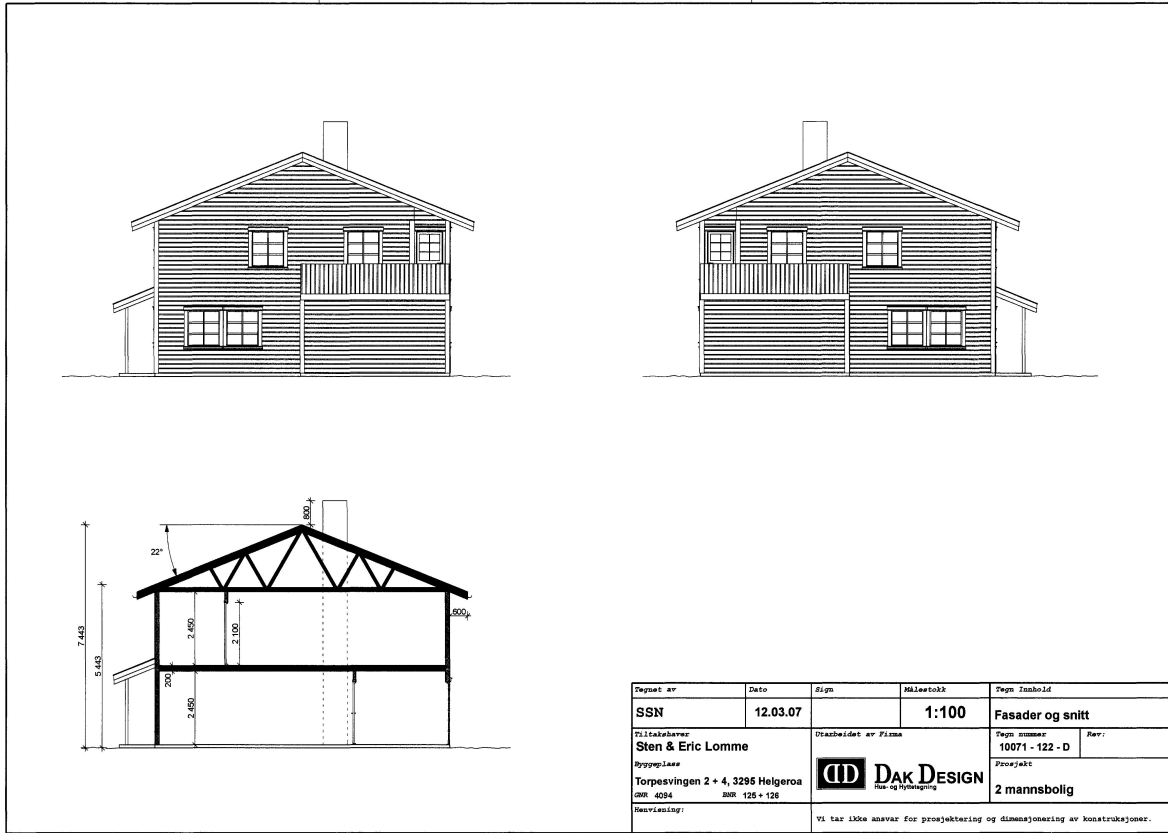 800
22°
7 443
5 443
2 450
2 100
600
200
2 450
Tegnet av
Dato
Sign
Målestokk
Tegn Innhold
SSN
12.03.07
1:100
Fasader og snitt
Tiltakshaver
Sten & Eric Lomme
Byggeplass
Torpesvingen 2 + 4, 3295 Helgeroa
GNR 4094 BNR 125 + 126
Utarbeidet av Firma
DAK DESIGN
Hus- og Hyttetegning
Tegn nummer
Rev:
10071 - 122 - D
Prosjekt
2 mannsbolig
Henvisning:
Vi tar ikke ansvar for prosjektering og dimensjonering av konstruksjoner.